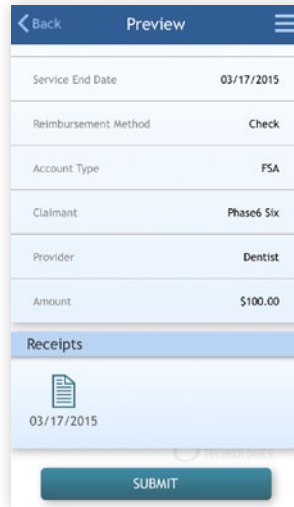 Back Preview
Service End Date 03/17/2015
Reimbursement Method Check
Account Type FSA
Claimant Phase6 Six
Provider Dentist
Amount $100.00
Receipts
03/17/2015
SUBMIT